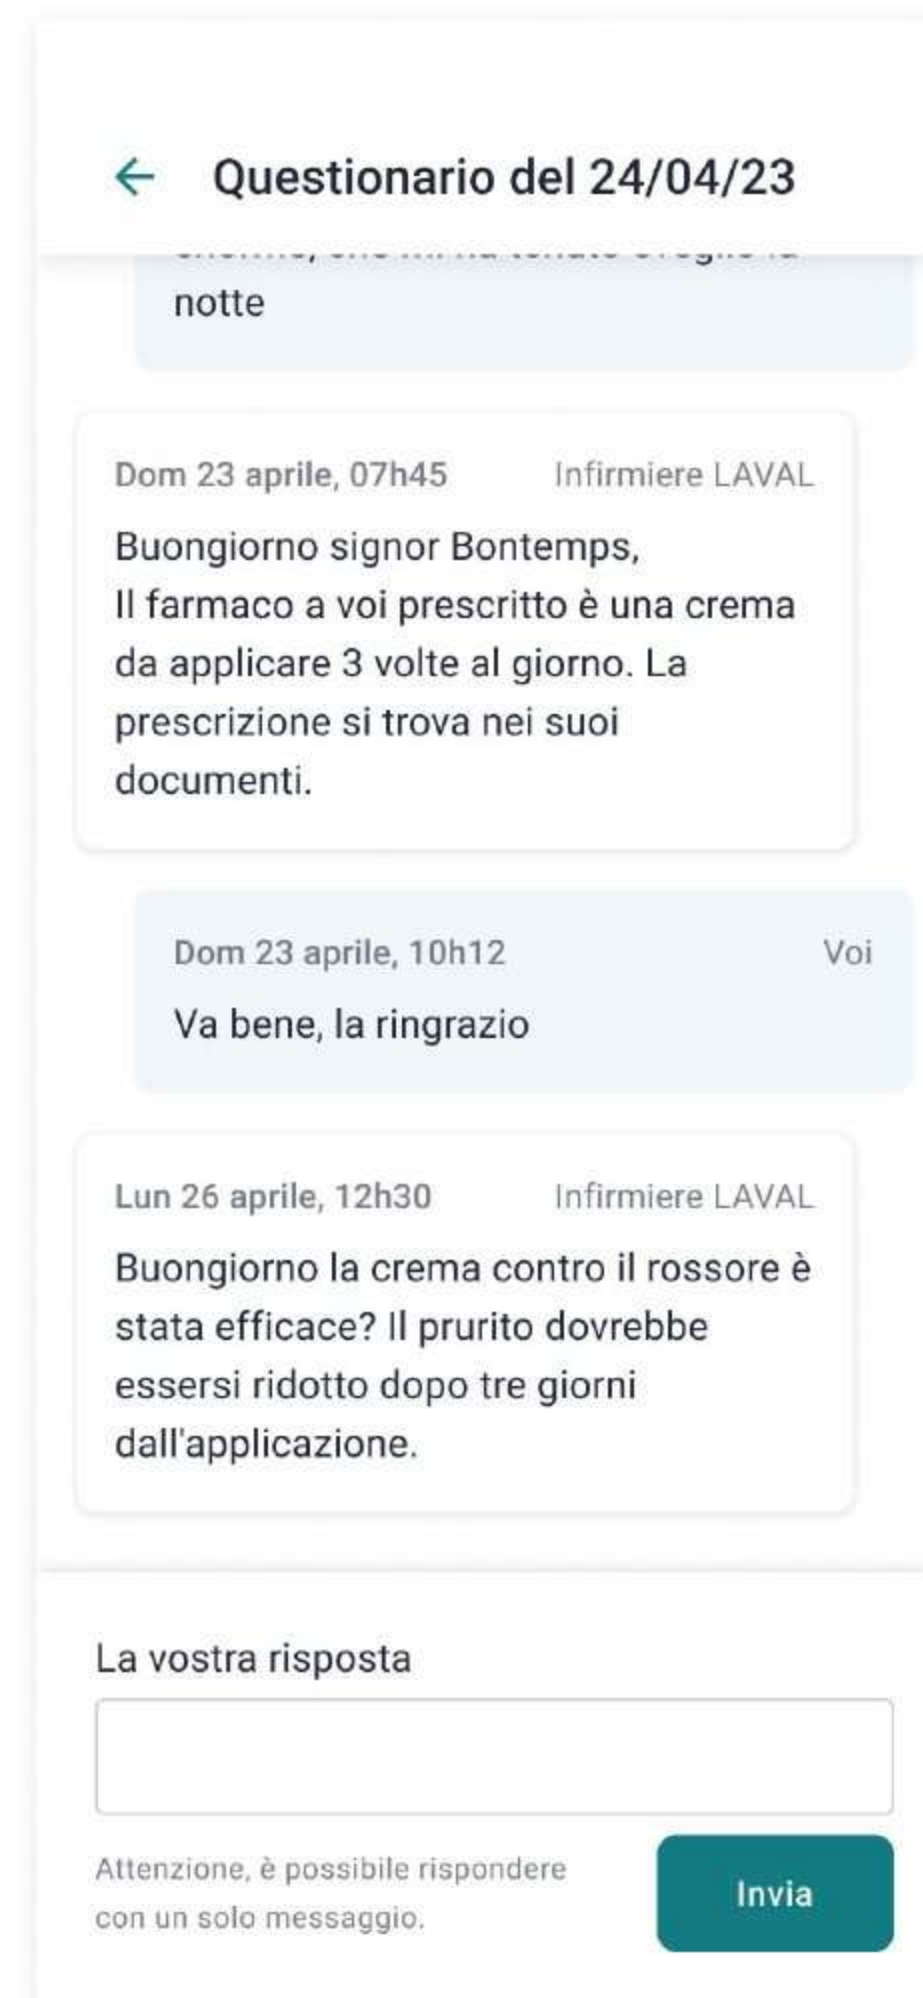 Questionario del 24/04/23
notte
Dom 23 aprile, 07h45 Infirmiere LAVAL
Buongiorno signor Bontemps,
Il farmaco a voi prescritto è una crema
da applicare 3 volte al giorno. La
prescrizione si trova nei suoi
documenti.
Dom 23 aprile, 10h12 Voi
Va bene, la ringrazio
Lun 26 aprile, 12h30 Infirmiere LAVAL
Buongiorno la crema contro il rossore è
stata efficace? Il prurito dovrebbe
essersi ridotto dopo tre giorni
dall'applicazione.
La vostra risposta
Attenzione, è possibile rispondere
con un solo messaggio.
Invia